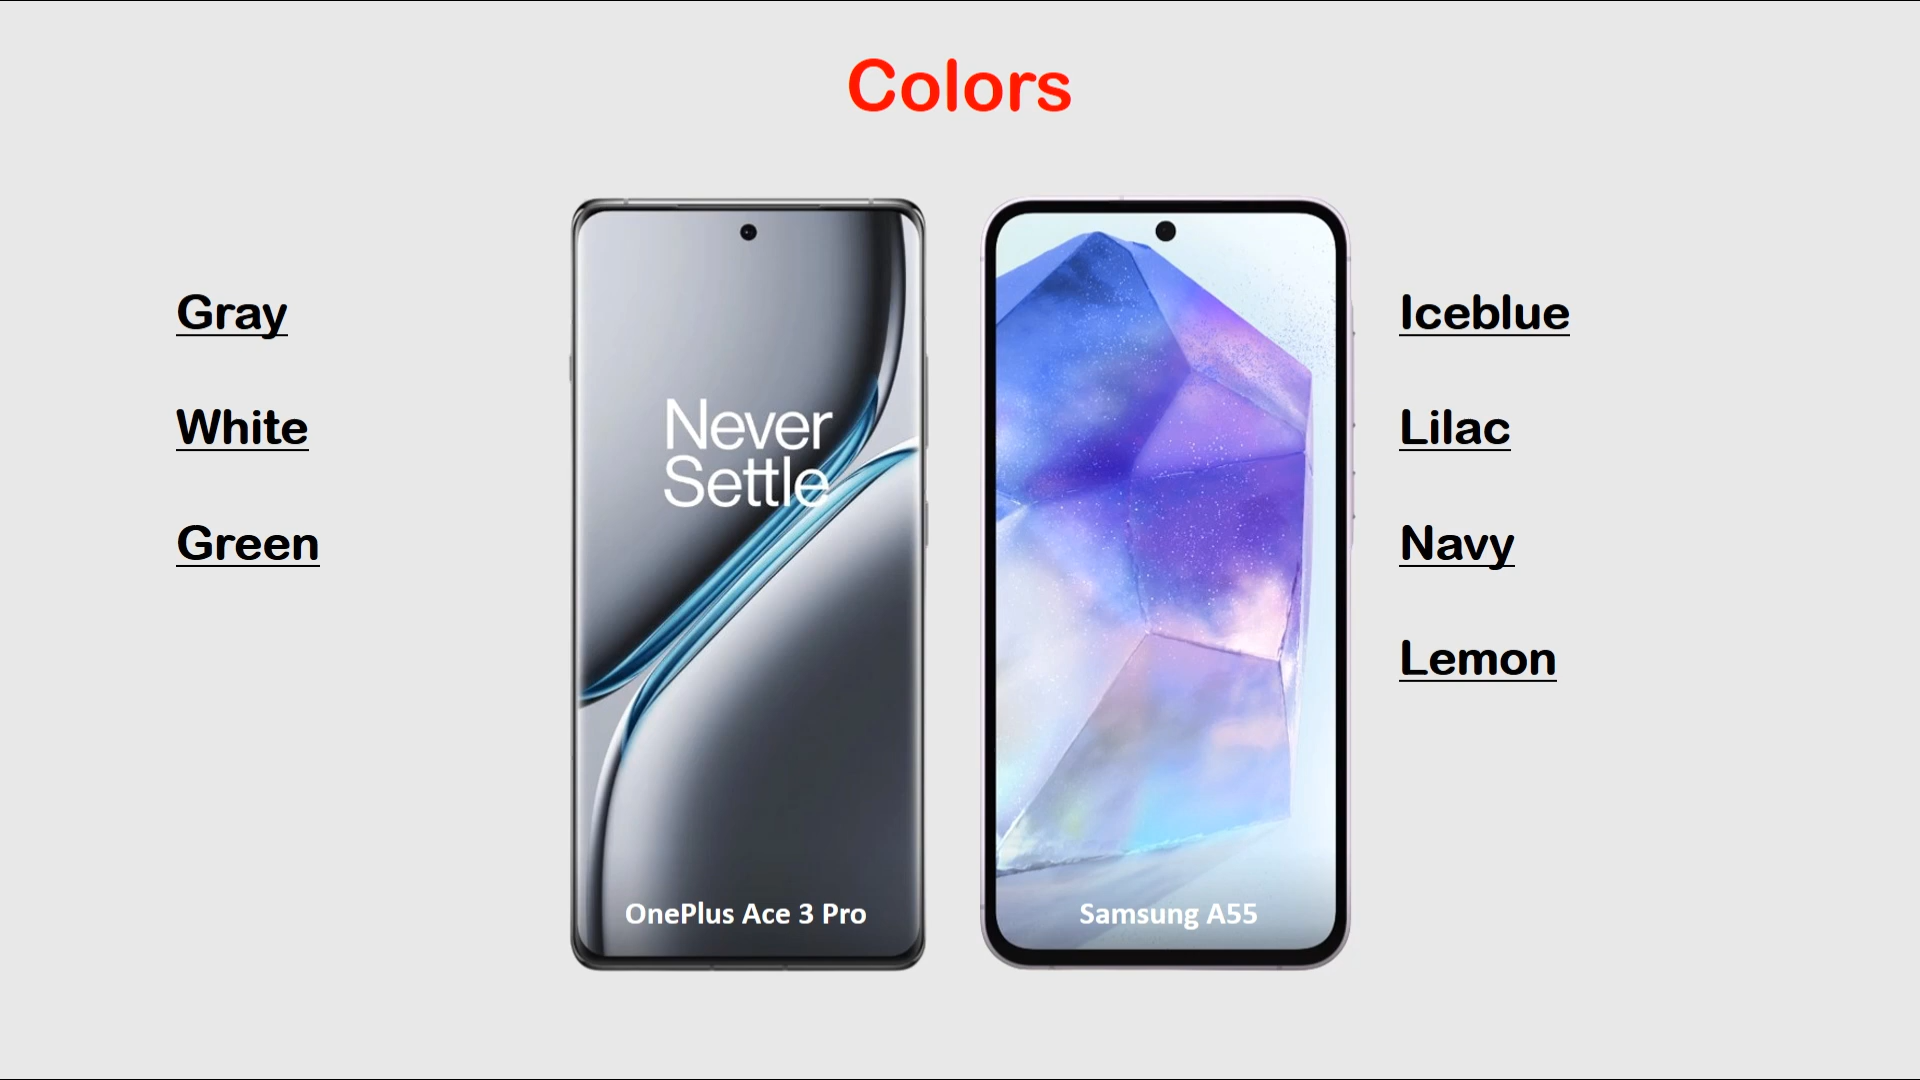 Colors
Gray
White
Green
Never
Settle
OnePlus Ace 3 Pro
Samsung A55
Iceblue
Lilac
Navy
Lemon